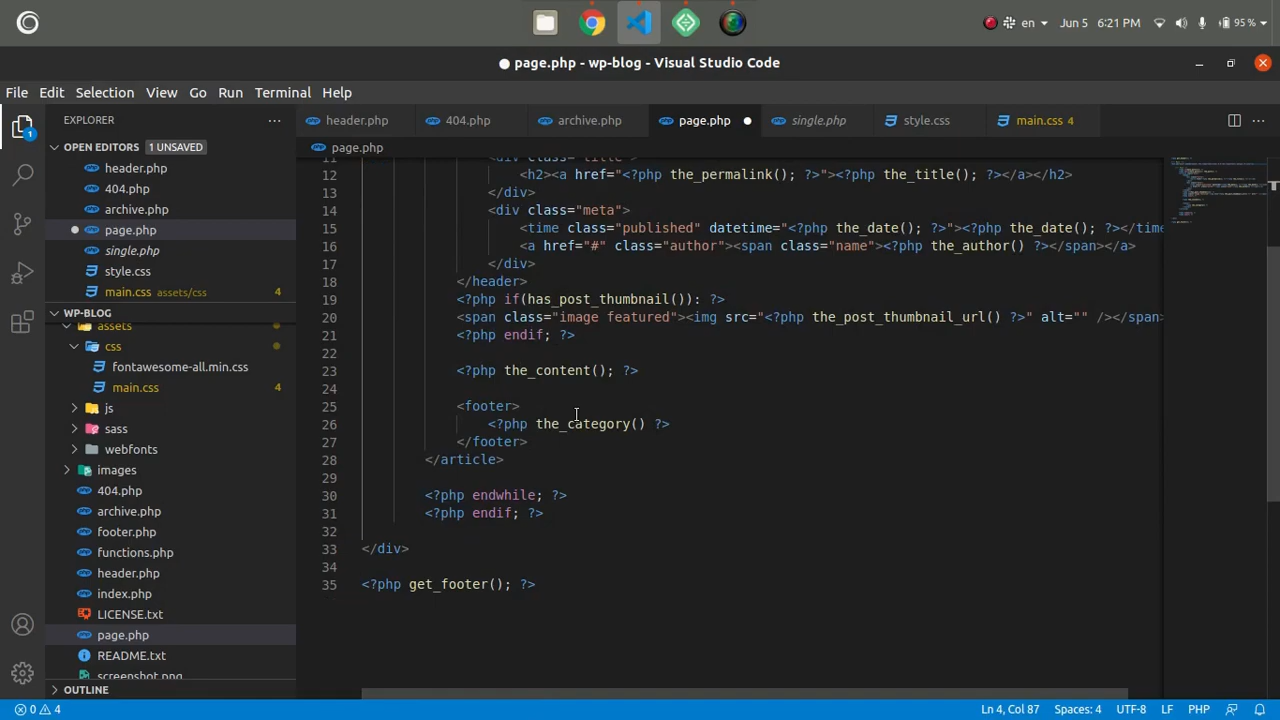 en
Jun 5 6:21 PM
95 %
● page.php - wp-blog - Visual Studio Code
File Edit Selection View Go Run Terminal Help
EXPLORER
header.php
404.php
archive.php
page.php
single.php
style.css
main.css 4
page.php
1
OPEN EDITORS 1 UNSAVED
header.php
404.php
archive.php
page.php
single.php
style.css
main.css assets/css 4
WP-BLOG
assets
css
fontawesome-all.min.css
main.css 4
js
sass
webfonts
images
404.php
archive.php
footer.php
functions.php
header.php
index.php
LICENSE.txt
page.php
README.txt
screenshot.png
OUTLINE
11 <div class="title">
12 <h2><a href="<?php the_permalink(); ?>"><?php the_title(); ?></a></h2>
13 </div>
14 <div class="meta">
15 <time class="published" datetime="<?php the_date(); ?>"><?php the_date(); ?></time
16 <a href="#" class="author"><span class="name"><?php the_author() ?></span></a>
17 </div>
18 </header>
19 <?php if(has_post_thumbnail()): ?>
20 <span class="image featured"><img src="<?php the_post_thumbnail_url() ?>" alt="" /></span>
21 <?php endif; ?>
22
23 <?php the_content(); ?>
24
25 <footer>
26 <?php the_category() ?>
27 </footer>
28 </article>
29
30 <?php endwhile; ?>
31 <?php endif; ?>
32
33 </div>
34
35 <?php get_footer(); ?>
0 4
Ln 4, Col 87
Spaces: 4
UTF-8
LF
PHP